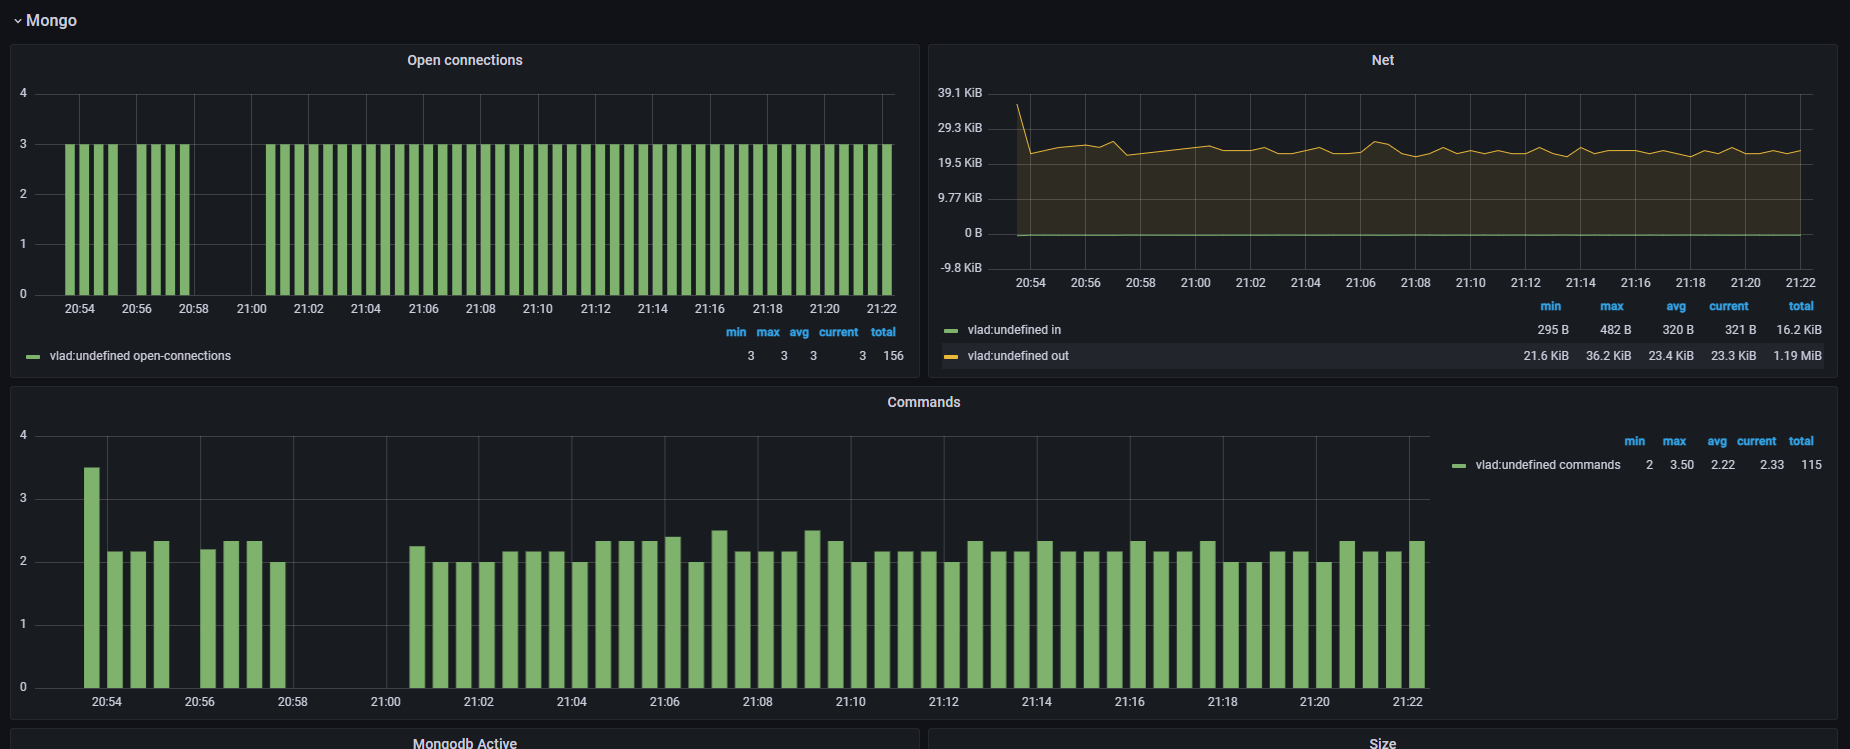 Mongo
Open connections
4
3
2
1
0
20:54 20:56 20:58 21:00 21:02 21:04 21:06 21:08 21:10 21:12 21:14 21:16 21:18 21:20 21:22
min max avg current total
vlad:undefined open-connections 3 3 3 3 156
Net
39.1 KiB
29.3 KiB
19.5 KiB
9.77 KiB
0 B
-9.8 KiB
20:54 20:56 20:58 21:00 21:02 21:04 21:06 21:08 21:10 21:12 21:14 21:16 21:18 21:20 21:22
min max avg current total
vlad:undefined in 295 B 482 B 320 B 321 B 16.2 KiB
vlad:undefined out 21.6 KiB 36.2 KiB 23.4 KiB 23.3 KiB 1.19 MiB
Commands
4
3
2
1
0
20:54 20:56 20:58 21:00 21:02 21:04 21:06 21:08 21:10 21:12 21:14 21:16 21:18 21:20 21:22
min max avg current total
vlad:undefined commands 2 3.50 2.22 2.33 115
Mongodb Active
Size